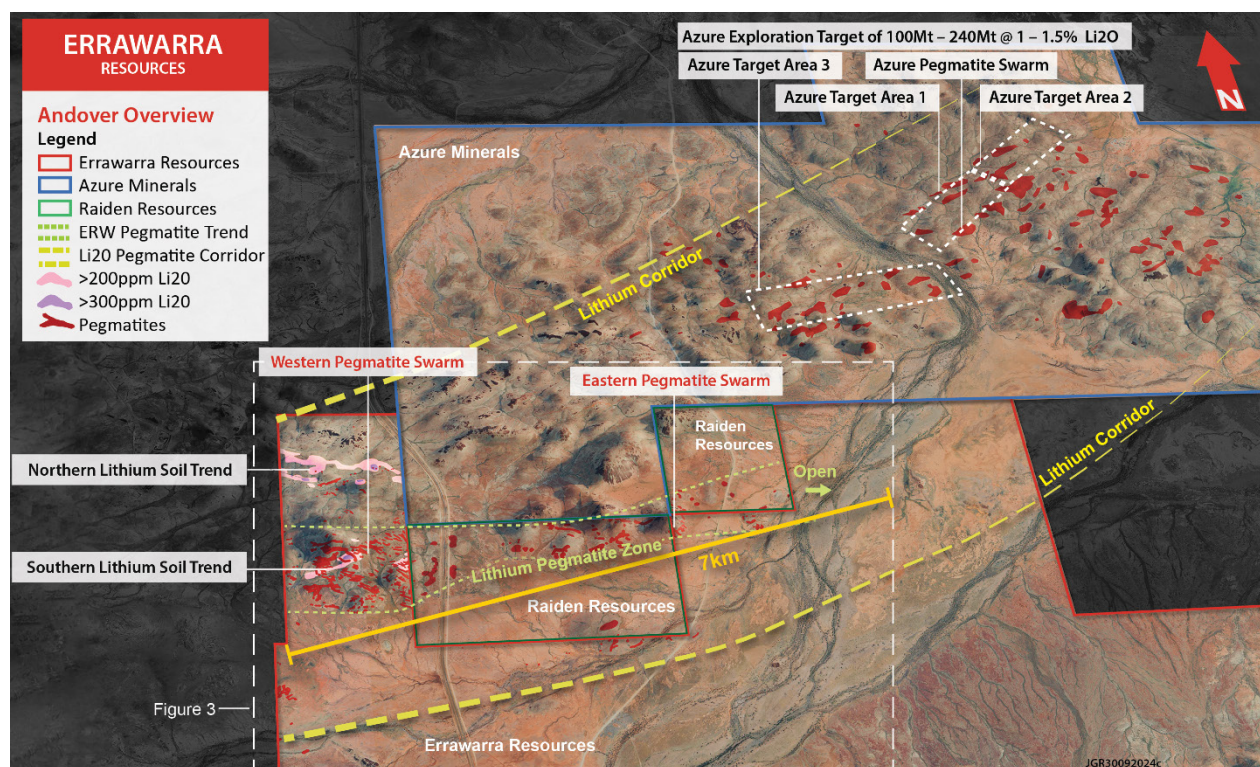 ERRAWARRA
RESOURCES
Andover Overview
Legend
Errawarra Resources
Azure Minerals
Raiden Resources
ERW Pegmatite Trend
Li20 Pegmatite Corridor
>200ppm Li20
>300ppm Li20
Pegmatites
Azure Exploration Target of 100Mt – 240Mt @ 1 – 1.5% Li2O
Azure Target Area 3
Azure Pegmatite Swarm
Azure Target Area 1
Azure Target Area 2
N
Azure Minerals
Lithium Corridor
Western Pegmatite Swarm
Eastern Pegmatite Swarm
Raiden
Resources
Open
Lithium Corridor
Northern Lithium Soil Trend
Southern Lithium Soil Trend
Lithium Pegmatite Zone
7km
Raiden Resources
Figure 3
Errawarra Resources
JGR30092024c